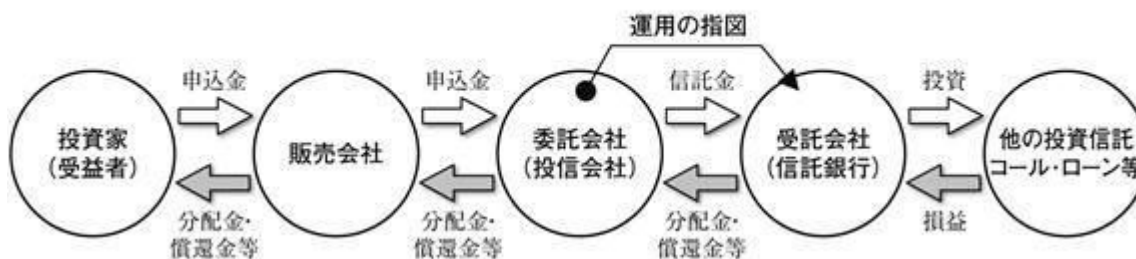 運用の指図
申込金
申込金
信託金
投資
投資家
(受益者)
販売会社
委託会社
(投信会社)
受託会社
(信託銀行)
他の投資信託
コール・ローン等
分配金・
償還金等
分配金・
償還金等
分配金・
償還金等
損益